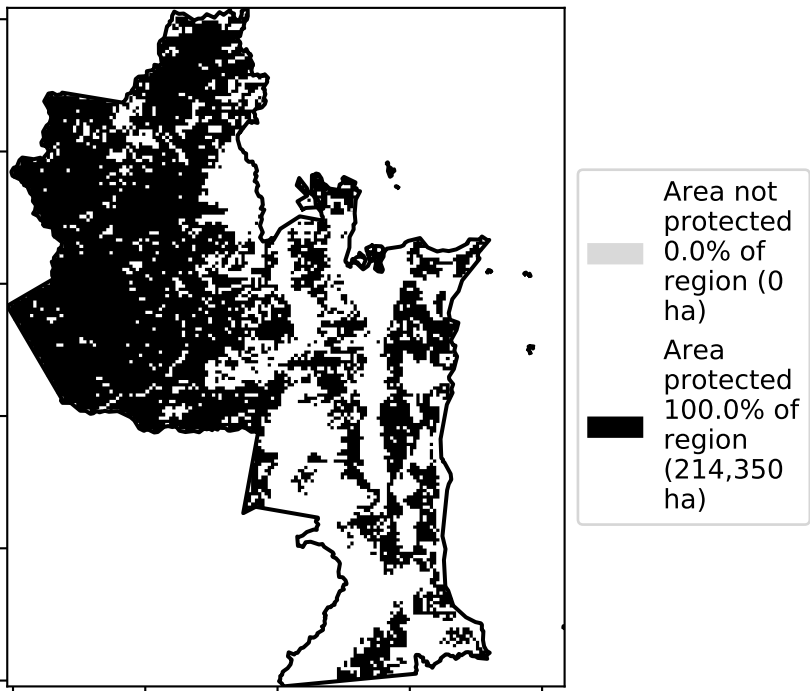 Area not
protected
0.0% of
region (0
ha)
Area
protected
100.0% of
region
(214,350
ha)